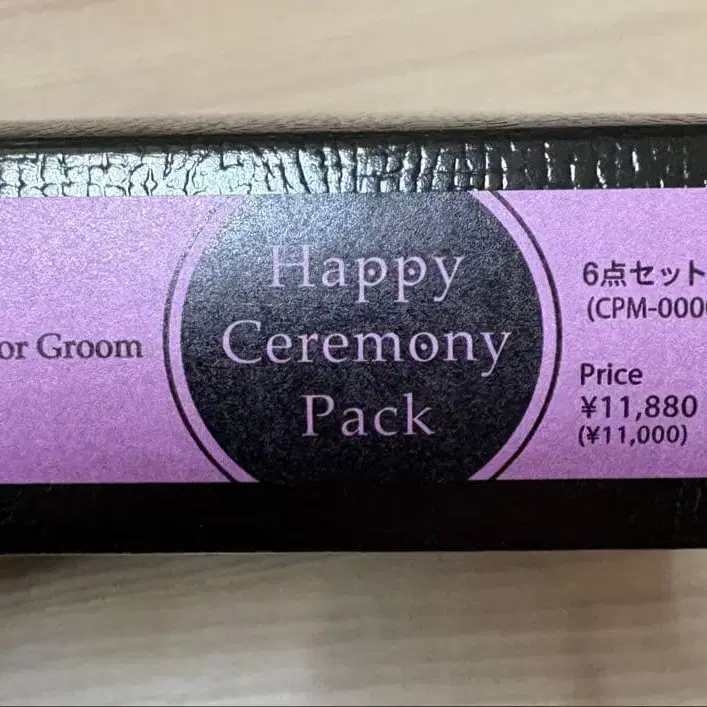 or Groom
Happy
Ceremony
Pack
6点セット
(CPM-000
Price
¥11,880
(¥11,000)